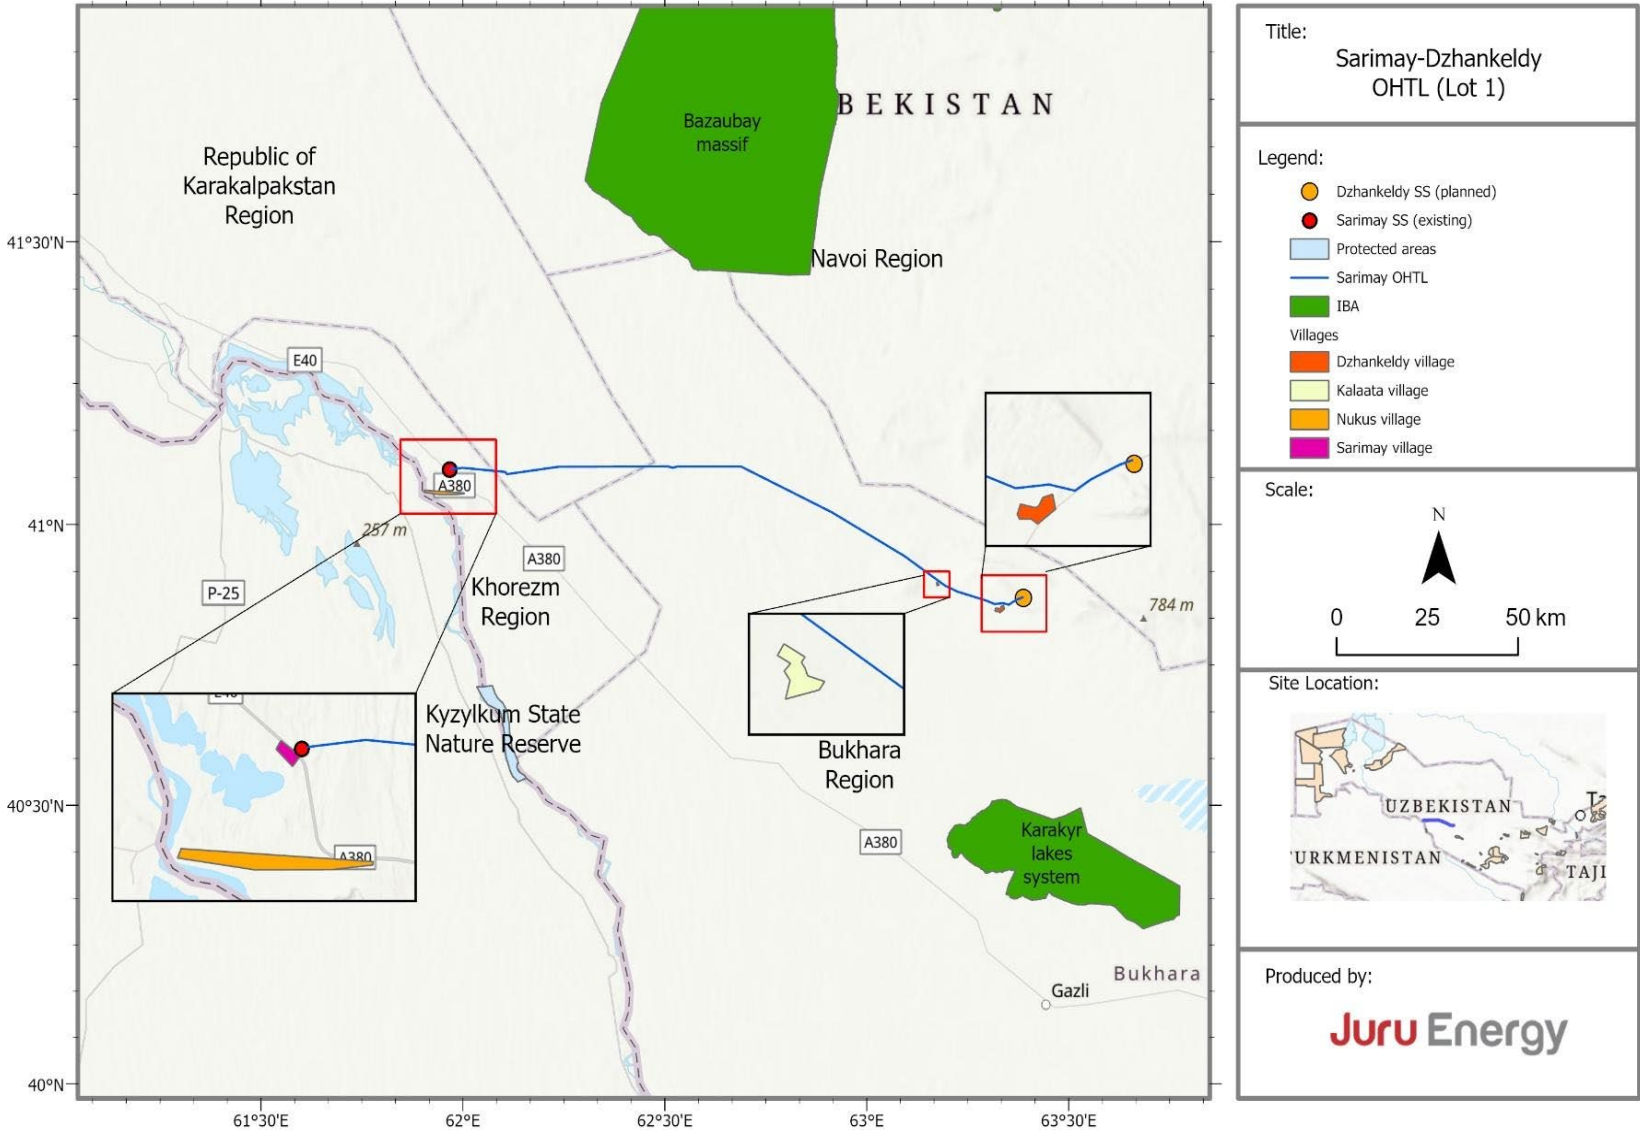 BEKISTAN
Bazaubay
massif
Republic of
Karakalpakstan
Region
41°30'N
Navoi Region
E40
A380
41°N
257 m
A380
P-25
Khorezm
Region
784 m
E40
Kyzylkum State
Nature Reserve
Bukhara
Region
40°30'N
A380
Karakyr
lakes
system
A380
Bukhara
Gazli
40°N
61°30'E
62°E
62°30'E
63°E
63°30'E
Title:
Sarimay-Dzhankeldy
OHTL (Lot 1)
Legend:
Dzhankeldy SS (planned)
Sarimay SS (existing)
Protected areas
Sarimay OHTL
IBA
Villages
Dzhankeldy village
Kalaata village
Nukus village
Sarimay village
Scale:
N
0 25 50 km
Site Location:
UZBEKISTAN
Ta
URKMENISTAN
TAJI
Produced by:
Juru Energy